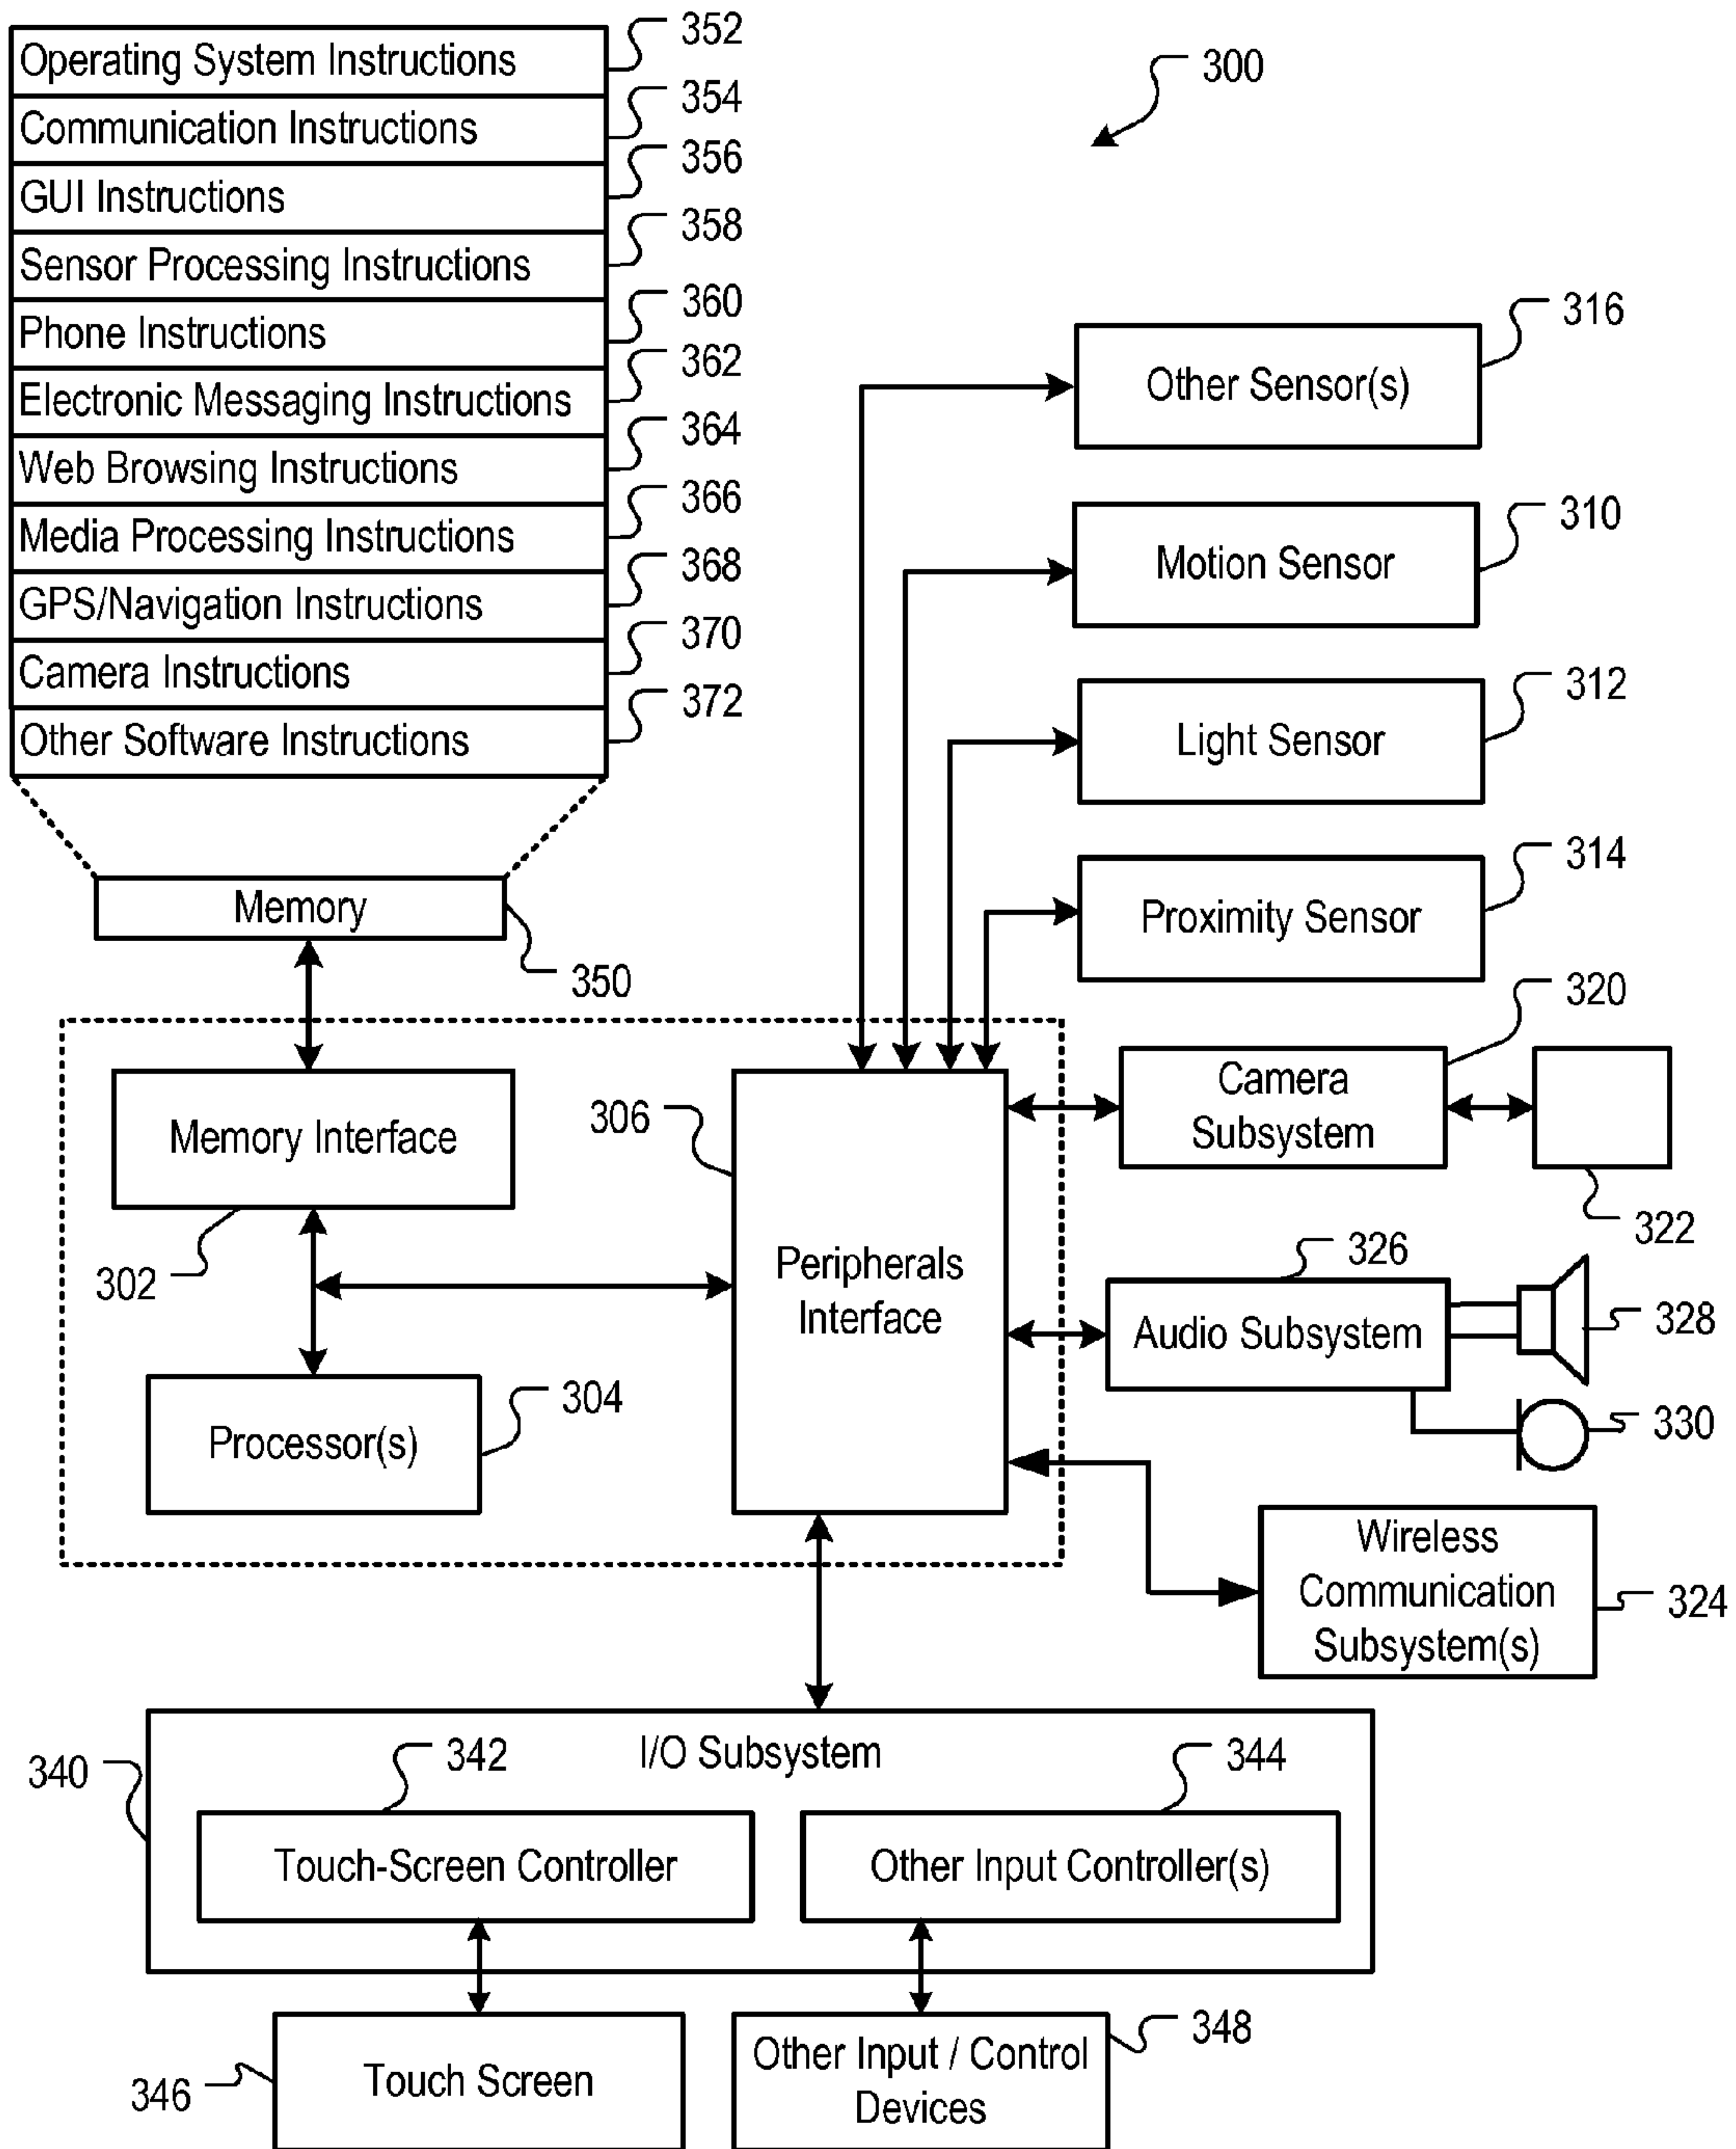 Operating System Instructions
352
Communication Instructions
354
GUI Instructions
356
Sensor Processing Instructions
358
Phone Instructions
360
Electronic Messaging Instructions
362
Web Browsing Instructions
364
Media Processing Instructions
366
GPS/Navigation Instructions
368
Camera Instructions
370
Other Software Instructions
372
Memory
350
300
Other Sensor(s)
316
Motion Sensor
310
Light Sensor
312
Proximity Sensor
314
Camera
Subsystem
320
322
Memory Interface
302
306
Peripherals
Interface
Processor(s)
304
326
Audio Subsystem
328
330
Wireless
Communication
Subsystem(s)
324
340
I/O Subsystem
342
Touch-Screen Controller
344
Other Input Controller(s)
346
Touch Screen
348
Other Input / Control
Devices